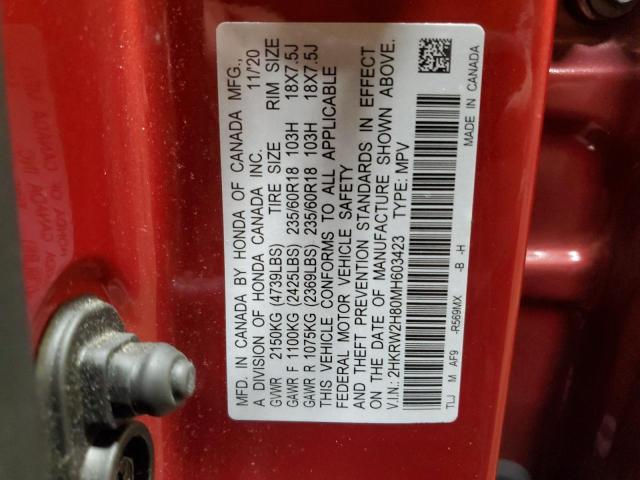 MFD. IN CANADA BY HONDA OF CANADA MFG.,
A DIVISION OF HONDA CANADA INC. 11/20
GVWR 2150KG (4739LBS) TIRE SIZE RIM SIZE
GAWR F 1100KG (2426LBS) 235/60R18 103H 18X7.5J
GAWR R 1075KG (2369LBS) 235/60R18 103H 18X7.5J
THIS VEHICLE CONFORMS TO ALL APPLICABLE
FEDERAL MOTOR VEHICLE SAFETY
AND THEFT PREVENTION STANDARDS IN EFFECT
ON THE DATE OF MANUFACTURE SHOWN ABOVE.
V.I.N.: 2HKRW2H80MH603423 TYPE: MPV
TLJ M AF9 -R569MX -B -H MADE IN CANADA